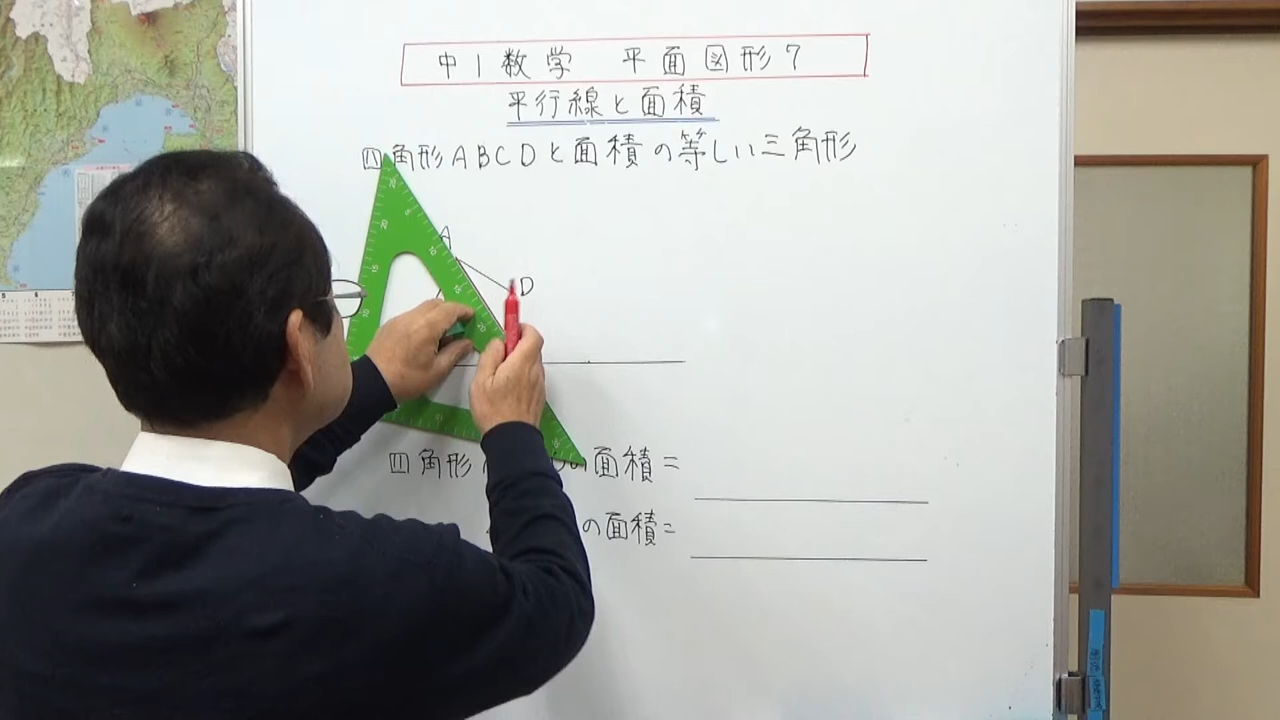 中1数学 平面図形7
平行線と面積
四角形ABCDと面積の等しい三角形
A
D
四角形 の面積=
の面積=